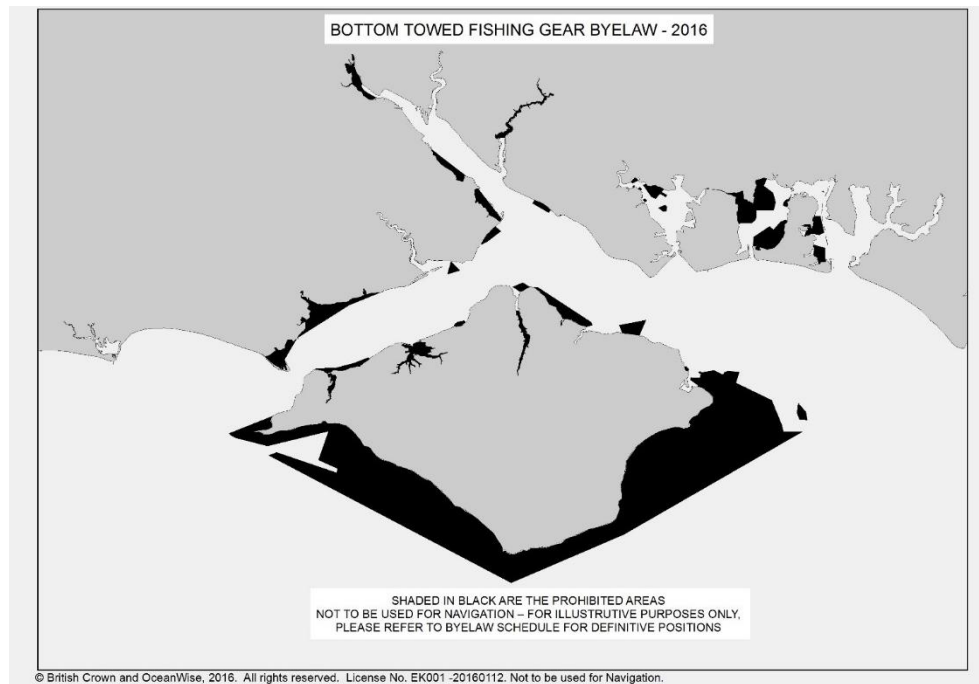 BOTTOM TOWED FISHING GEAR BYELAW - 2016
SHADED IN BLACK ARE THE PROHIBITED AREAS
NOT TO BE USED FOR NAVIGATION – FOR ILLUSTRUTIVE PURPOSES ONLY,
PLEASE REFER TO BYELAW SCHEDULE FOR DEFINITIVE POSITIONS
© British Crown and OceanWise, 2016. All rights reserved. License No. EK001 -20160112. Not to be used for Navigation.